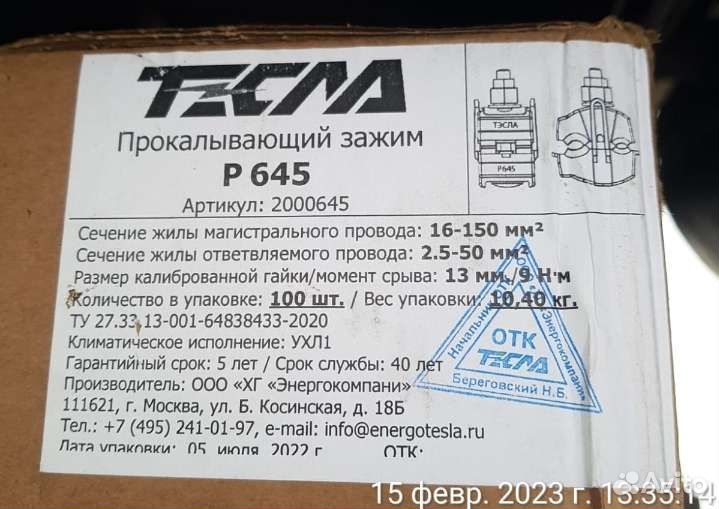 ТЭСЛА
Прокалывающий зажим
Р 645
Артикул: 2000645
ТЭСЛА
Р645
Сечение жилы магистрального провода: 16-150 мм²
Сечение жилы ответвляемого провода: 2.5-50 мм²
Размер калиброванной гайки/момент срыва: 13 мм./9 Н·м
Количество в упаковке: 100 шт. / Вес упаковки: 10,40 кг.
ТУ 27.33.13-001-64838433-2020
Климатическое исполнение: УХЛ1
Гарантийный срок: 5 лет / Срок службы: 40 лет
Производитель: ООО «ХГ «Энергокомпани»
111621, г. Москва, ул. Б. Косинская, д. 18Б
Тел.: +7 (495) 241-01-97, e-mail: info@energotesla.ru
Дата упаковки: 05 июля 2022 г. ОТК:
Начальник
Энергокомпани»
ОТК
ТЭСЛА
Береговский Н.Б.
Avito
15 февр. 2023 г. 13:35:14